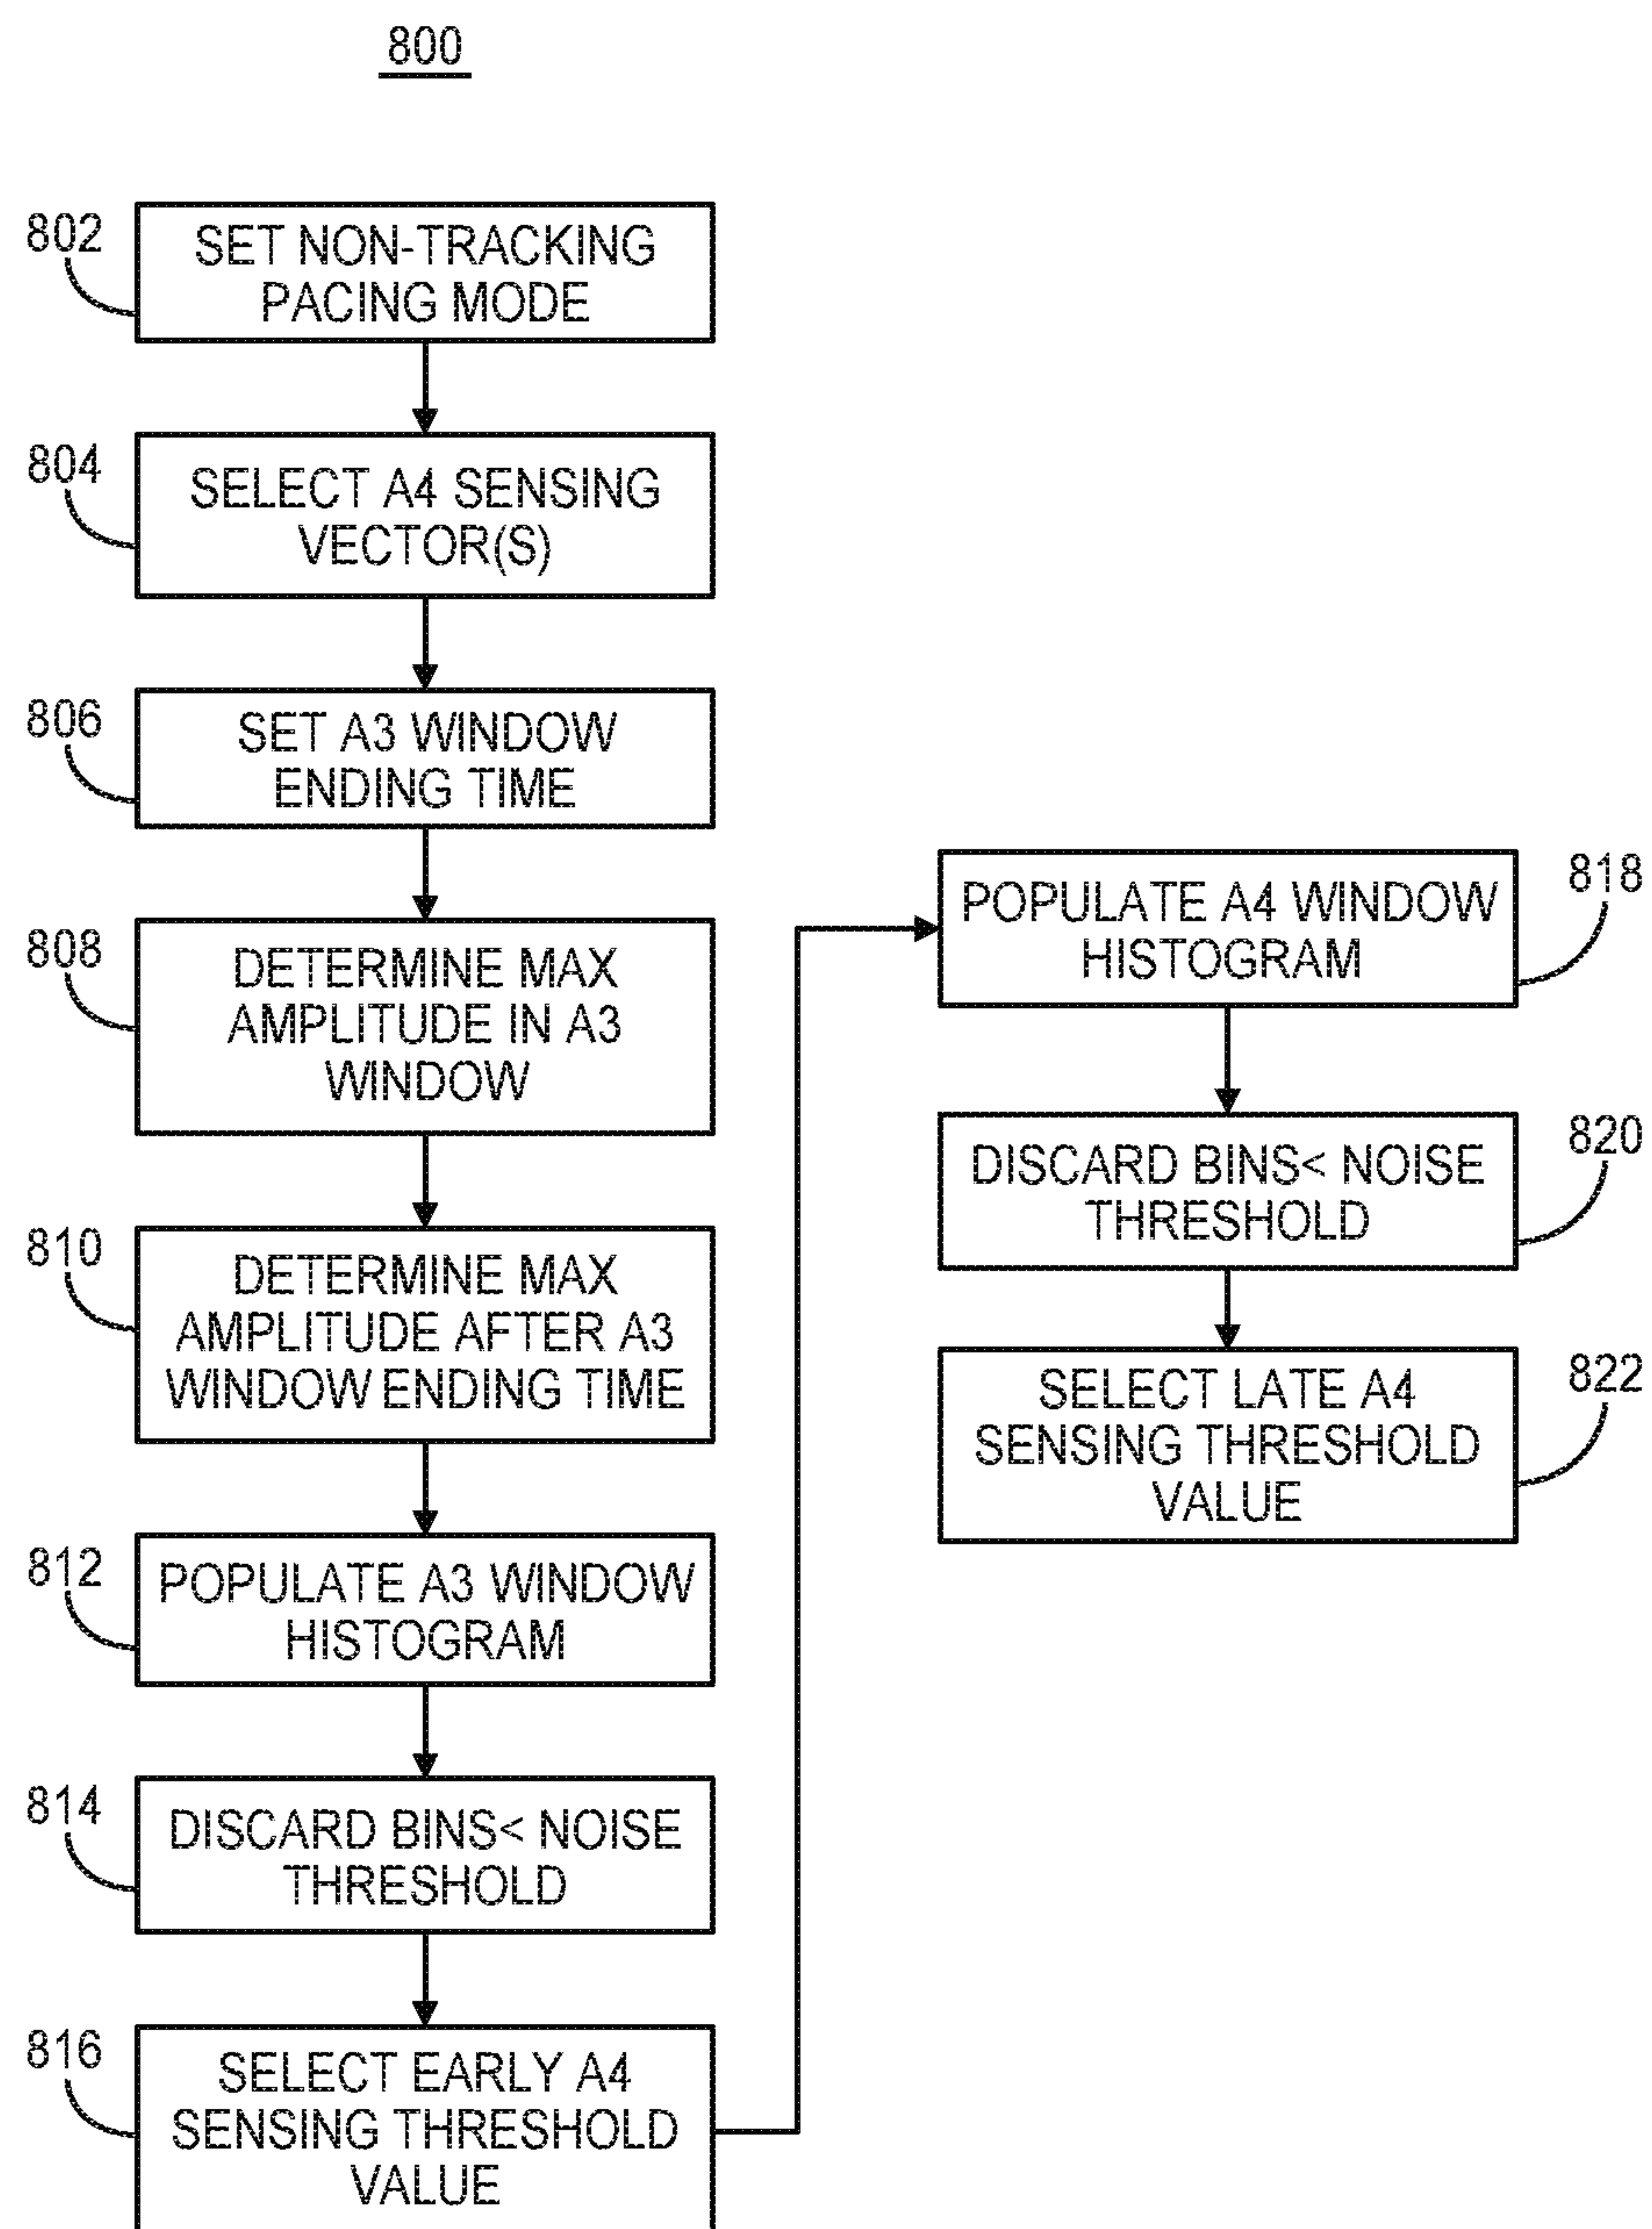 800
802
SET NON-TRACKING
PACING MODE
804
SELECT A4 SENSING
VECTOR(S)
806
SET A3 WINDOW
ENDING TIME
808
DETERMINE MAX
AMPLITUDE IN A3
WINDOW
810
DETERMINE MAX
AMPLITUDE AFTER A3
WINDOW ENDING TIME
812
POPULATE A3 WINDOW
HISTOGRAM
814
DISCARD BINS< NOISE
THRESHOLD
816
SELECT EARLY A4
SENSING THRESHOLD
VALUE
818
POPULATE A4 WINDOW
HISTOGRAM
820
DISCARD BINS< NOISE
THRESHOLD
822
SELECT LATE A4
SENSING THRESHOLD
VALUE